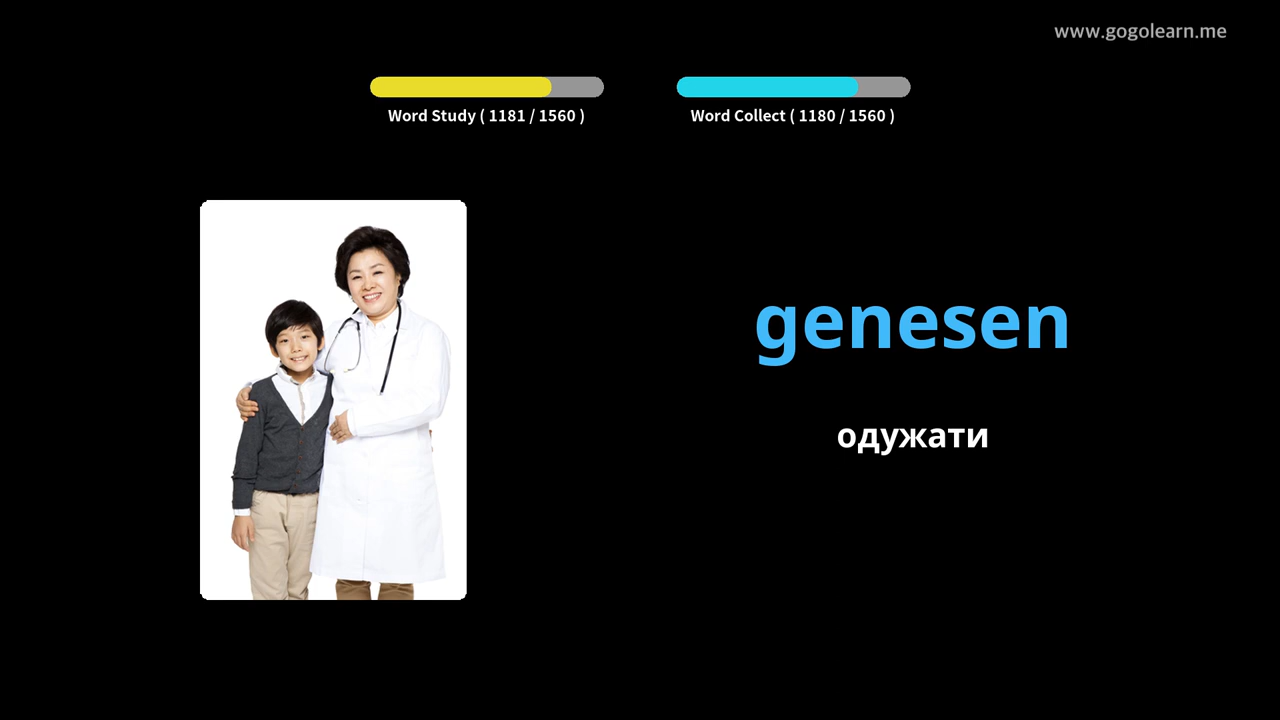 www.gogolearn.me
Word Study ( 1181 / 1560 )
Word Collect ( 1180 / 1560 )
genesen
одужати